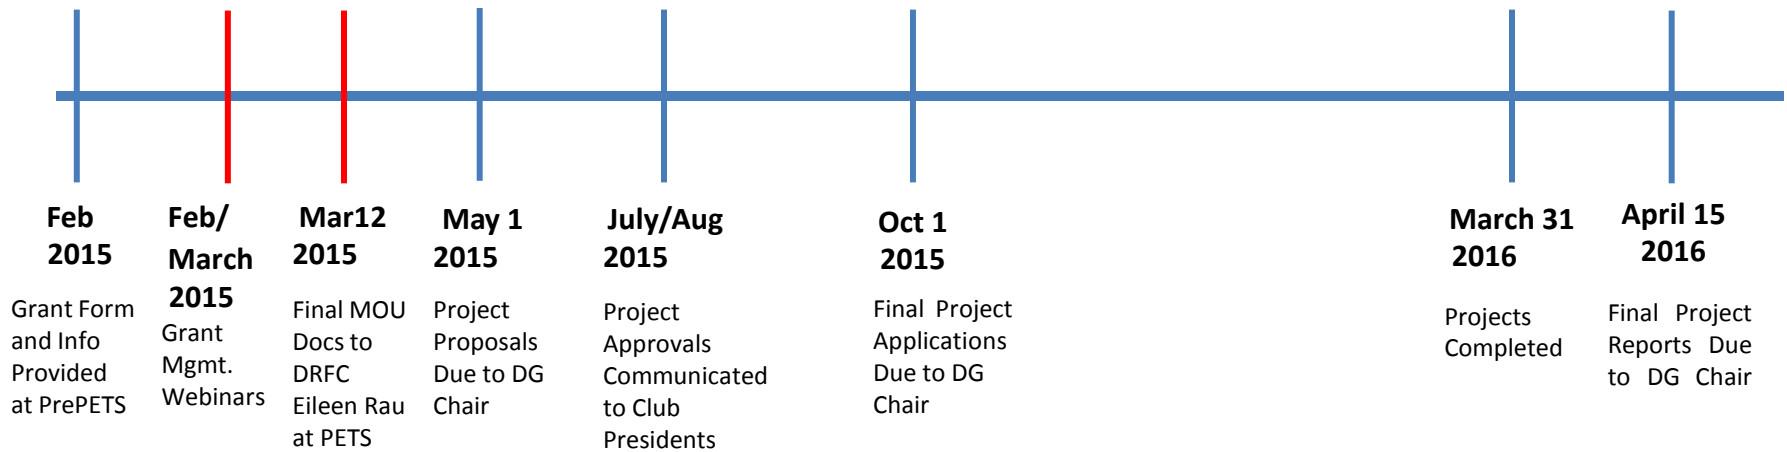 Feb
2015
Grant Form
and Info
Provided
at PrePETS
Feb/
March
2015
Grant
Mgmt.
Webinars
Mar12
2015
Final MOU
Docs to
DRFC
Eileen Rau
at PETS
May 1
2015
Project
Proposals
Due to DG
Chair
July/Aug
2015
Project
Approvals
Communicated
to Club
Presidents
Oct 1
2015
Final Project
Applications
Due to DG
Chair
March 31
2016
Projects
Completed
April 15
2016
Final Project
Reports Due
to DG Chair